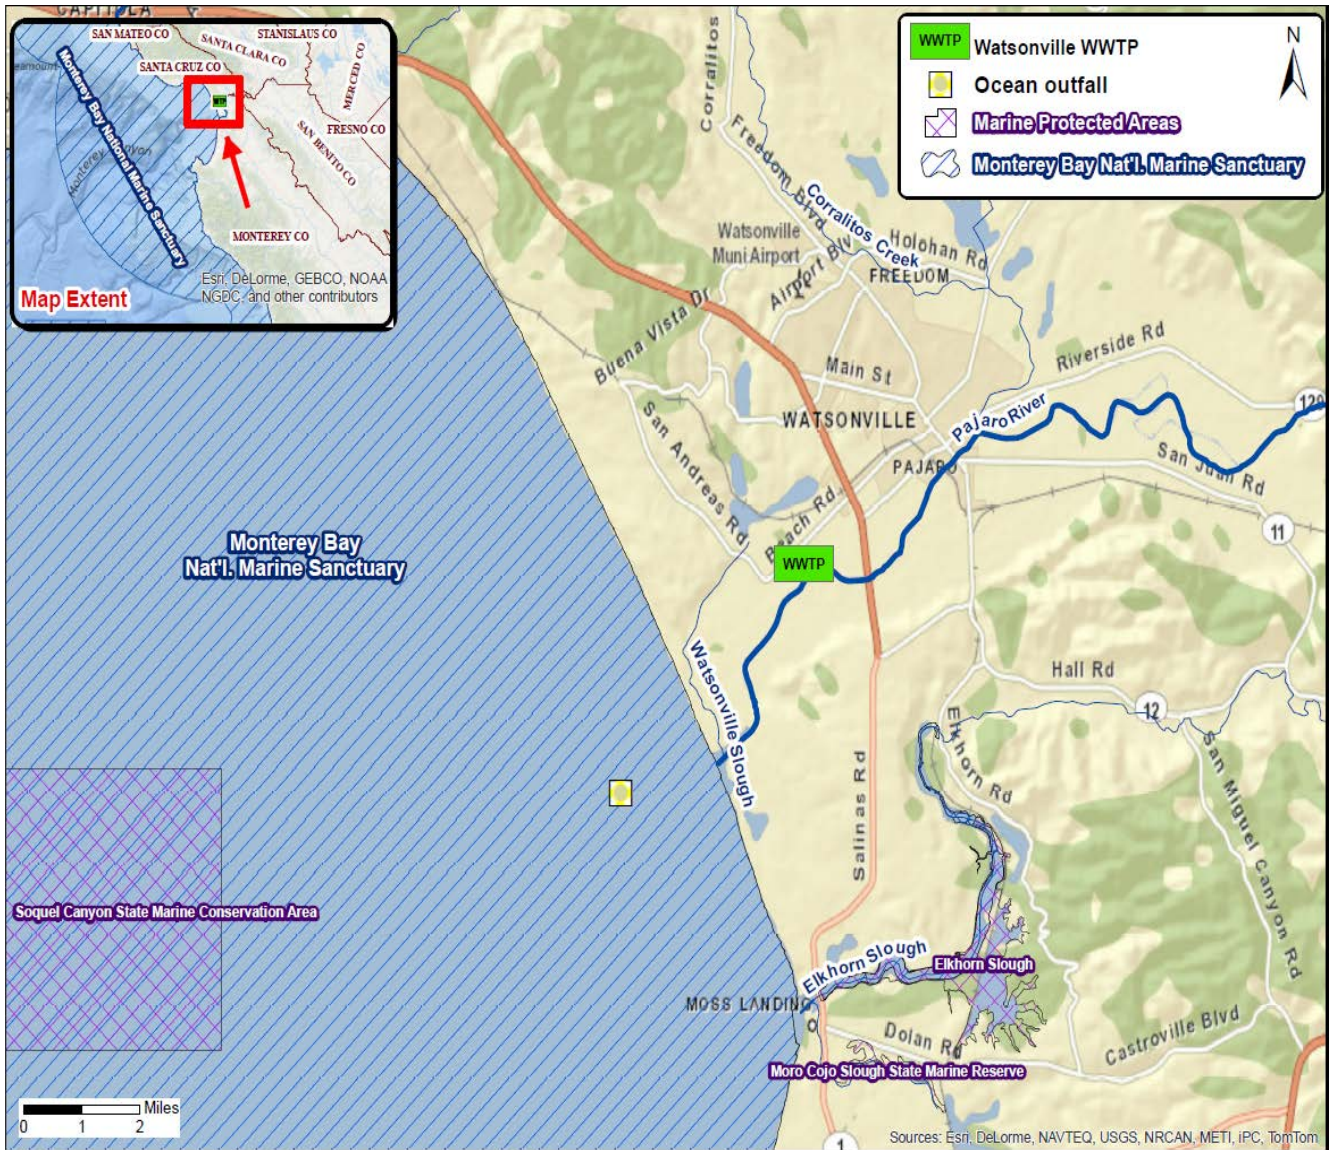 CAPITOLA
SAN MATEO CO
STANISLAUS CO
SANTA CLARA CO
SANTA CRUZ CO
MERCED CO
FRESNO CO
SAN BENITO CO
MONTEREY CO
Monterey Bay National Marine Sanctuary
Monterey Canyon
Map Extent
Esri, DeLorme, GEBCO, NOAA
NGDC, and other contributors
WWTP
Watsonville WWTP
Ocean outfall
Marine Protected Areas
Monterey Bay Nat'l. Marine Sanctuary
N
Corralitos
Freedom Blvd
Corralitos Creek
Watsonville
Muni Airport
Airport Blv
Holohan Rd
FREEDOM
Buena Vista Dr
Main St
Riverside Rd
129
WATSONVILLE
Pajaro River
PAJARO
San Juan Rd
San Andreas Rd
Beach Rd
11
Monterey Bay
Nat'l. Marine Sanctuary
WWTP
Watsonville Slough
Hall Rd
12
Elkhorn Rd
San Miguel Canyon Rd
Salinas Rd
Soquel Canyon State Marine Conservation Area
Elkhorn Slough
Elkhorn Slough
MOSS LANDING
Dolan Rd
Castroville Blvd
Moro Cojo Slough State Marine Reserve
Miles
0 1 2
1
Sources: Esri, DeLorme, NAVTEQ, USGS, NRCAN, METI, iPC, TomTom